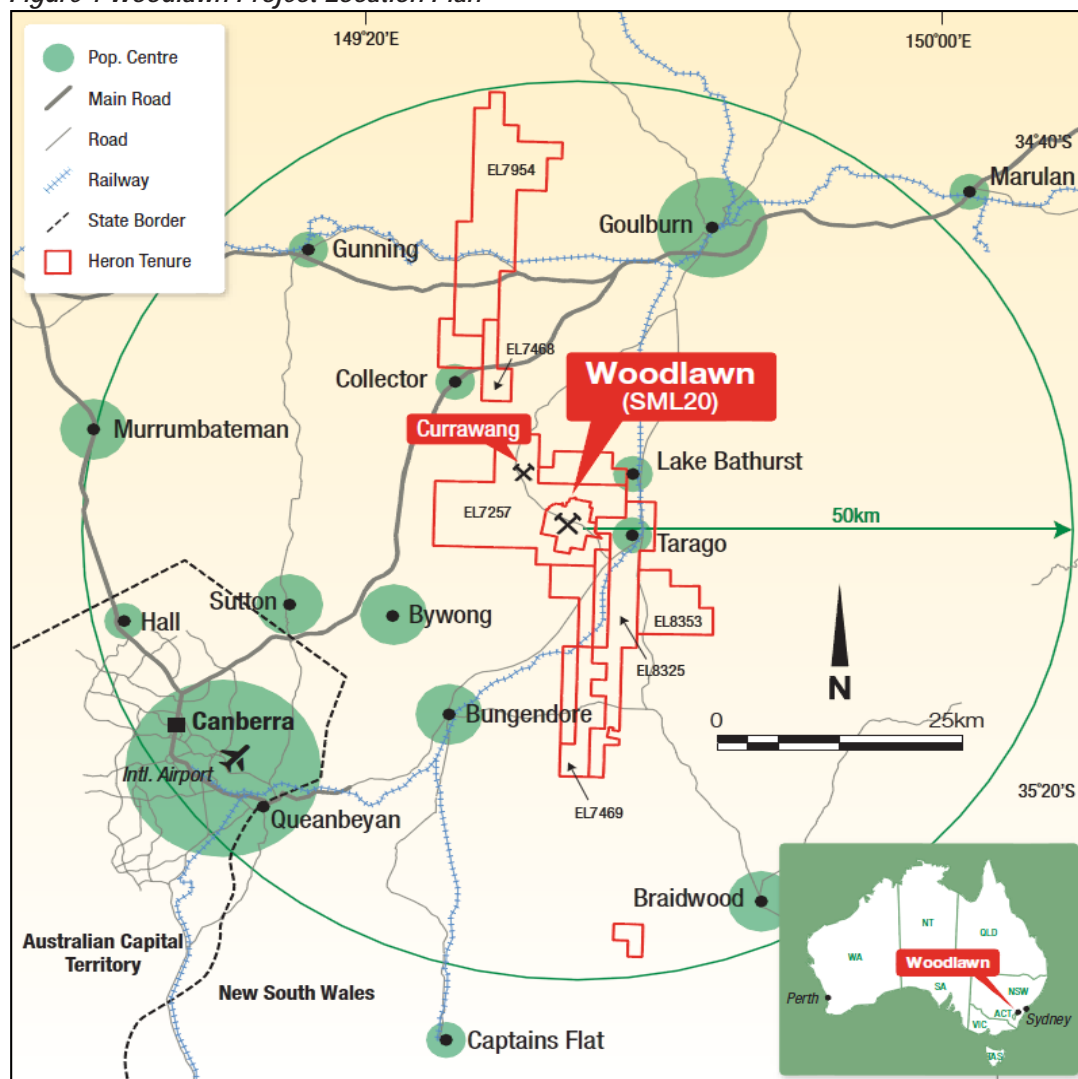 Figure 1 Woodlawn Project Location Plan
149°20'E
150°00'E
Pop. Centre
Main Road
Road
Railway
State Border
Heron Tenure
34°40'S
EL7954
Marulan
Goulburn
Gunning
EL7468
Collector
Woodlawn
(SML20)
Currawang
Murrumbateman
Lake Bathurst
EL7257
50km
Tarago
Sutton
Hall
Bywong
EL8353
EL8325
N
Bungendore
Canberra
0
25km
Intl. Airport
35°20'S
Queanbeyan
EL7469
Braidwood
Australian Capital
Territory
New South Wales
Captains Flat
NT
QLD
WA
Woodlawn
SA
NSW
Perth
ACT
Sydney
VIC
TAS